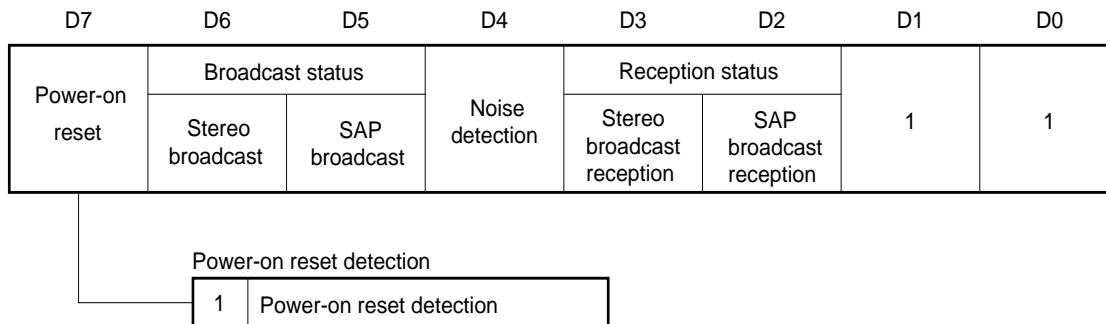 D7 D6 D5 D4 D3 D2 D1 D0
Power-on
reset
Broadcast status
Stereo
broadcast
SAP
broadcast
Noise
detection
Reception status
Stereo
broadcast
reception
SAP
broadcast
reception
1
1
Power-on reset detection
1 Power-on reset detection